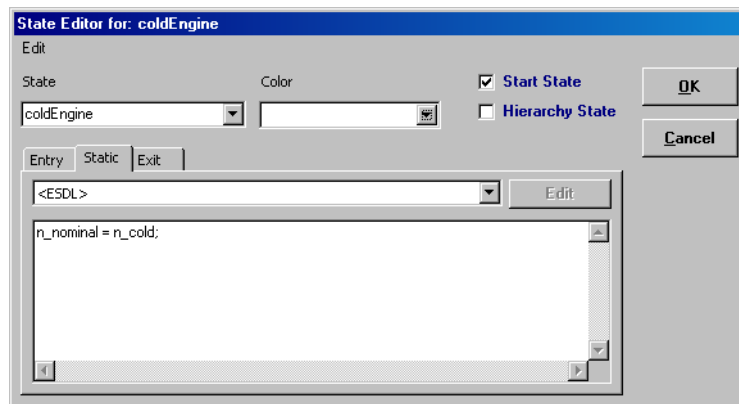 State Editor for: coldEngine
Edit
State Color Start State OK
coldEngine Hierarchy State
Cancel
Entry Static Exit
<ESDL> Edit
n_nominal = n_cold;